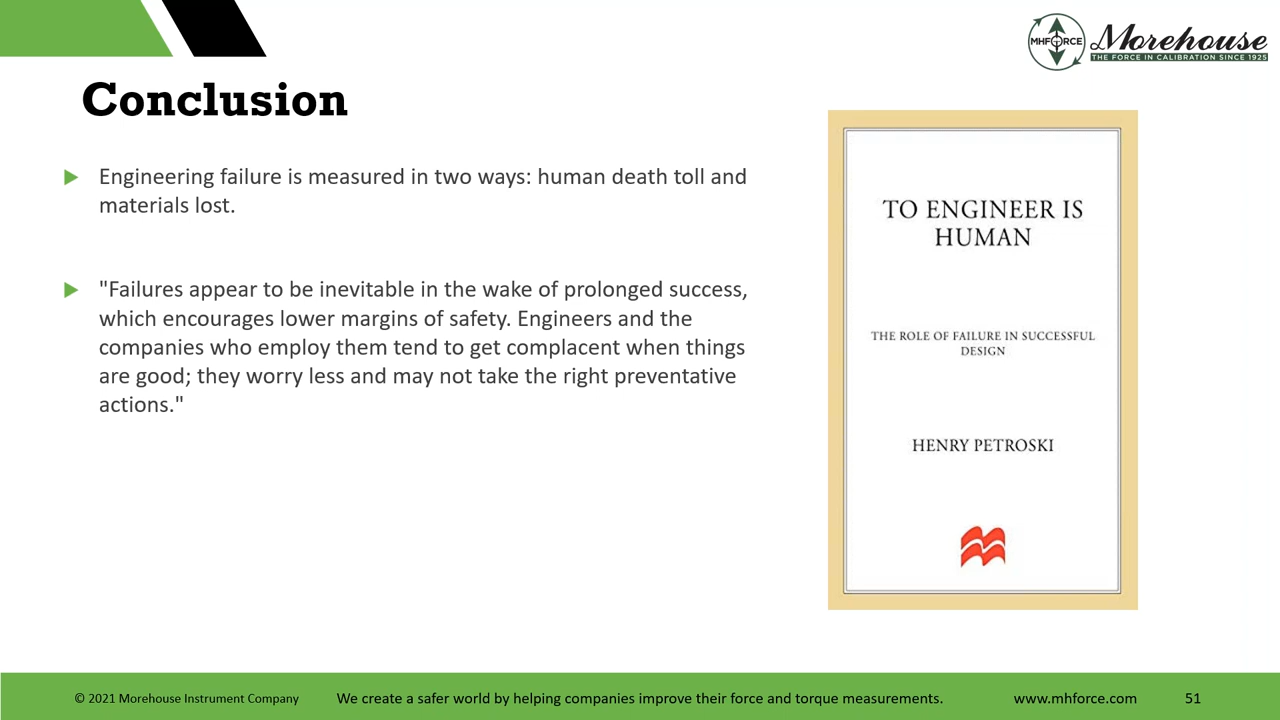 MHFORCE
Morehouse
THE FORCE IN CALIBRATION SINCE 1925
Conclusion
Engineering failure is measured in two ways: human death toll and
materials lost.
"Failures appear to be inevitable in the wake of prolonged success,
which encourages lower margins of safety. Engineers and the
companies who employ them tend to get complacent when things
are good; they worry less and may not take the right preventative
actions."
TO ENGINEER IS
HUMAN
THE ROLE OF FAILURE IN SUCCESSFUL
DESIGN
HENRY PETROSKI
© 2021 Morehouse Instrument Company
We create a safer world by helping companies improve their force and torque measurements.
www.mhforce.com
51